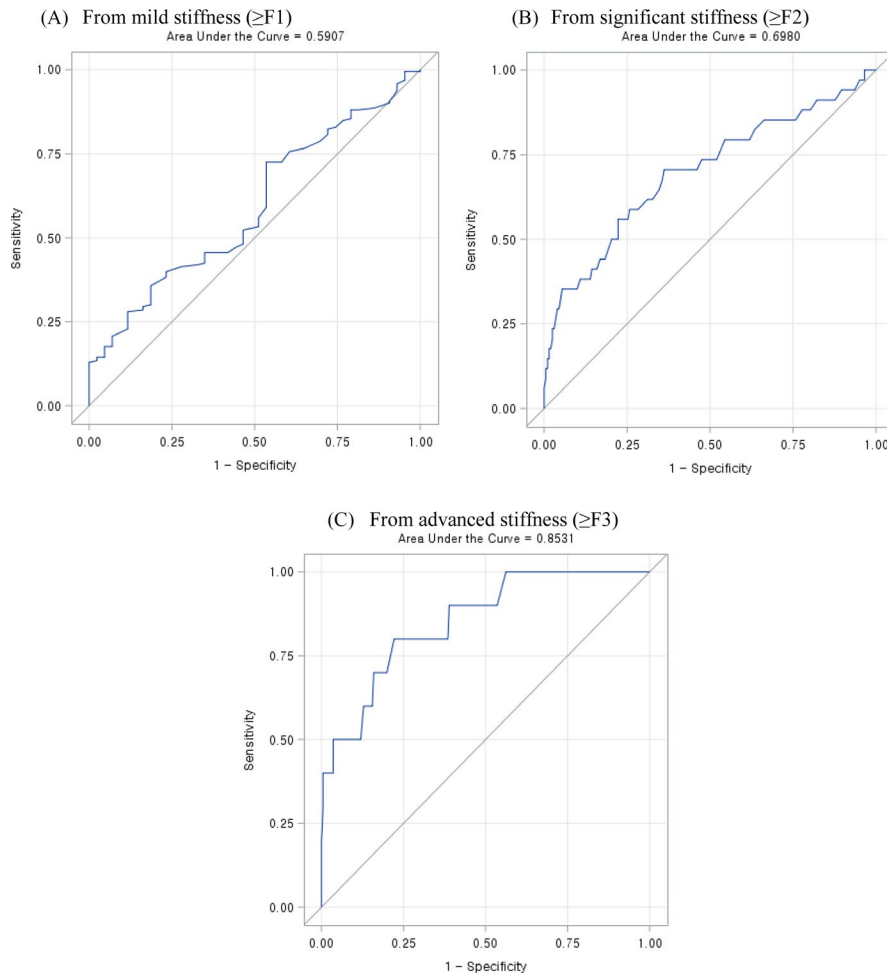 (A) From mild stiffness (≥F1)
Area Under the Curve = 0.5907
1.00
0.75
0.50
0.25
0.00
Sensitivity
0.00 0.25 0.50 0.75 1.00
1 – Specificity
(B) From significant stiffness (≥F2)
Area Under the Curve = 0.6980
1.00
0.75
0.50
0.25
0.00
Sensitivity
0.00 0.25 0.50 0.75 1.00
1 – Specificity
(C) From advanced stiffness (≥F3)
Area Under the Curve = 0.8531
1.00
0.75
0.50
0.25
0.00
Sensitivity
0.00 0.25 0.50 0.75 1.00
1 – Specificity